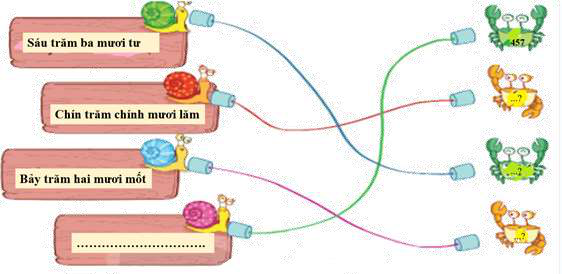 Sáu trăm ba mươi tư
457
...?
Chín trăm chính mươi lăm
Bảy trăm hai mươi mốt
...?
................................
...?